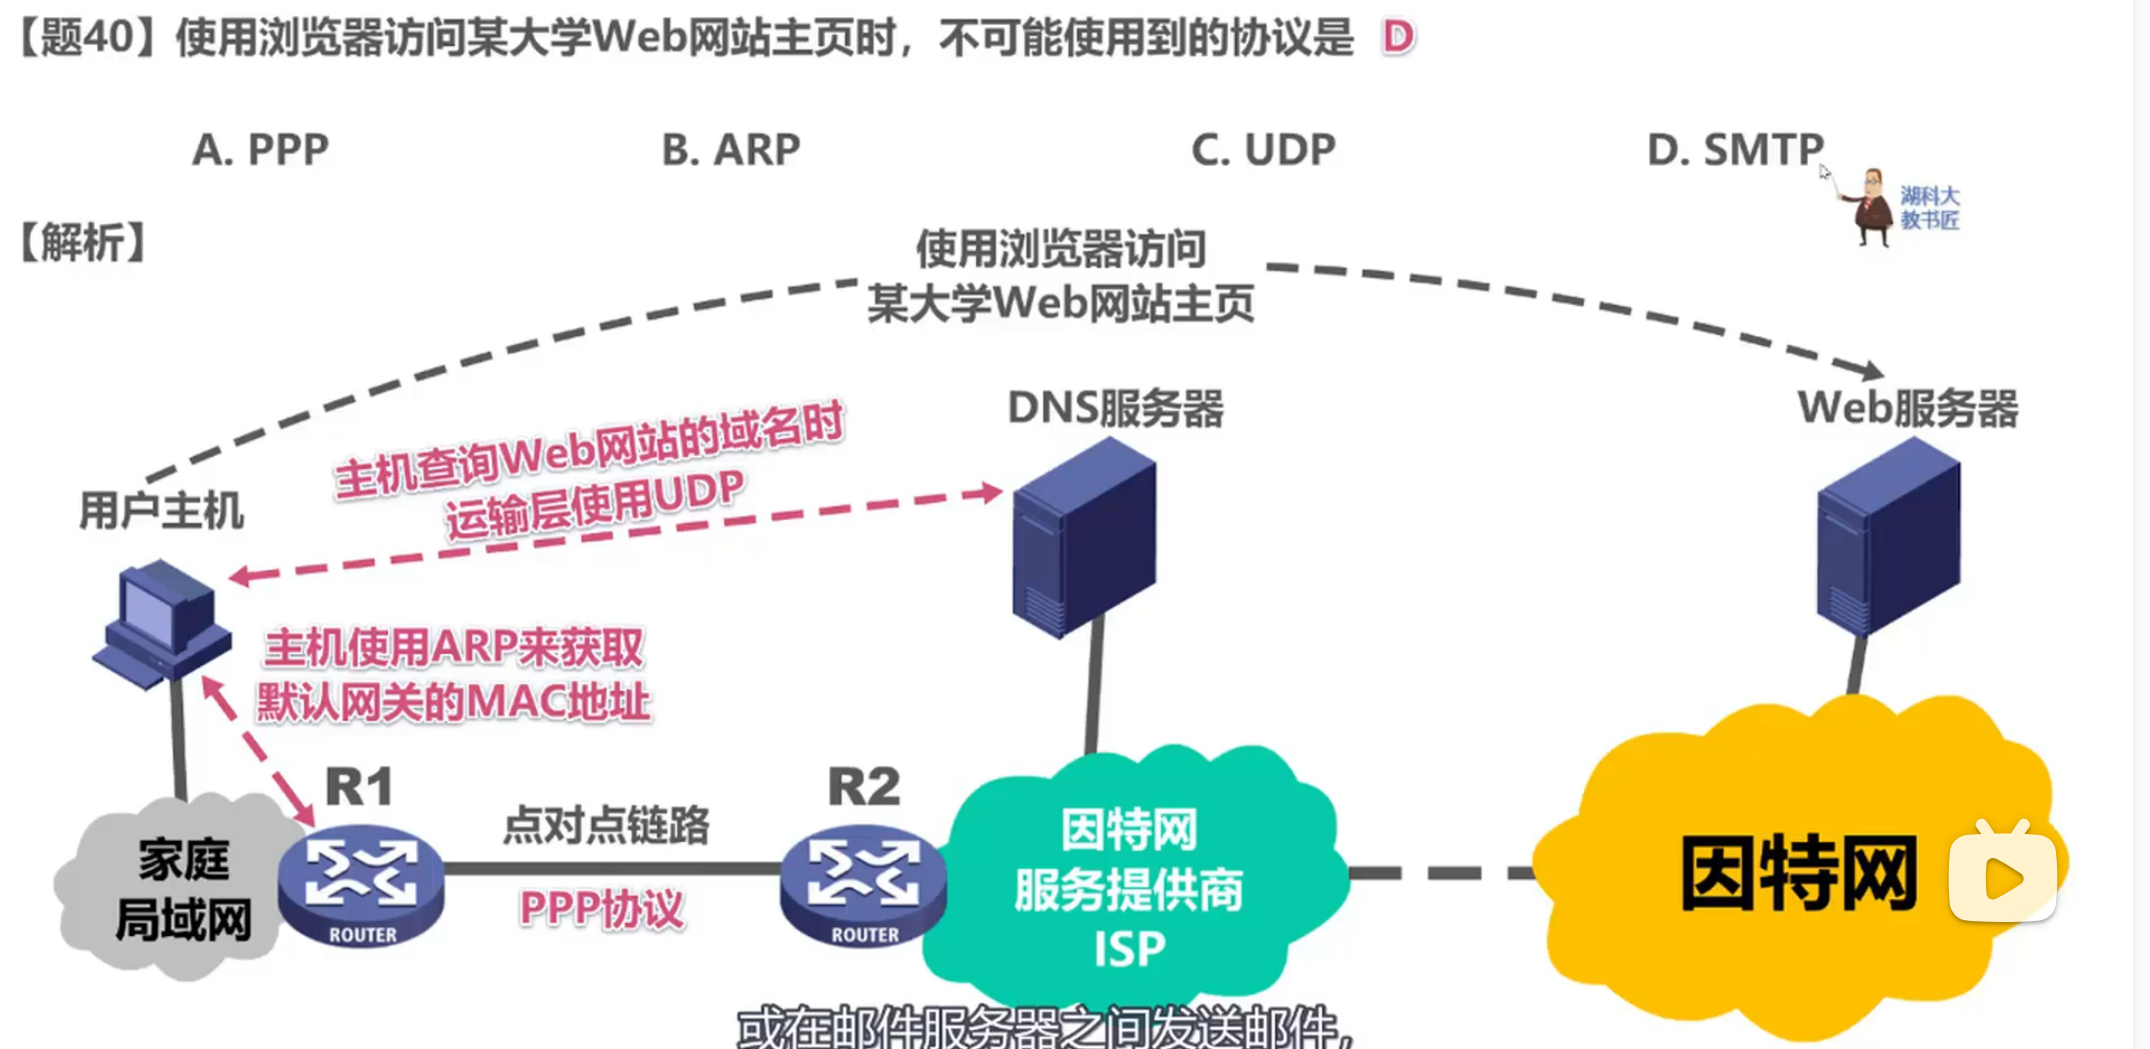 【题40】使用浏览器访问某大学Web网站主页时，不可能使用到的协议是 D
A. PPP
B. ARP
C. UDP
D. SMTP
湖科大
教书匠
【解析】
使用浏览器访问
某大学Web网站主页
DNS服务器
Web服务器
主机查询Web网站的域名时
运输层使用UDP
用户主机
主机使用ARP来获取
默认网关的MAC地址
R1
R2
点对点链路
PPP协议
家庭
局域网
ROUTER
ROUTER
因特网
服务提供商
ISP
因特网
或在邮件服务器之间发送邮件，